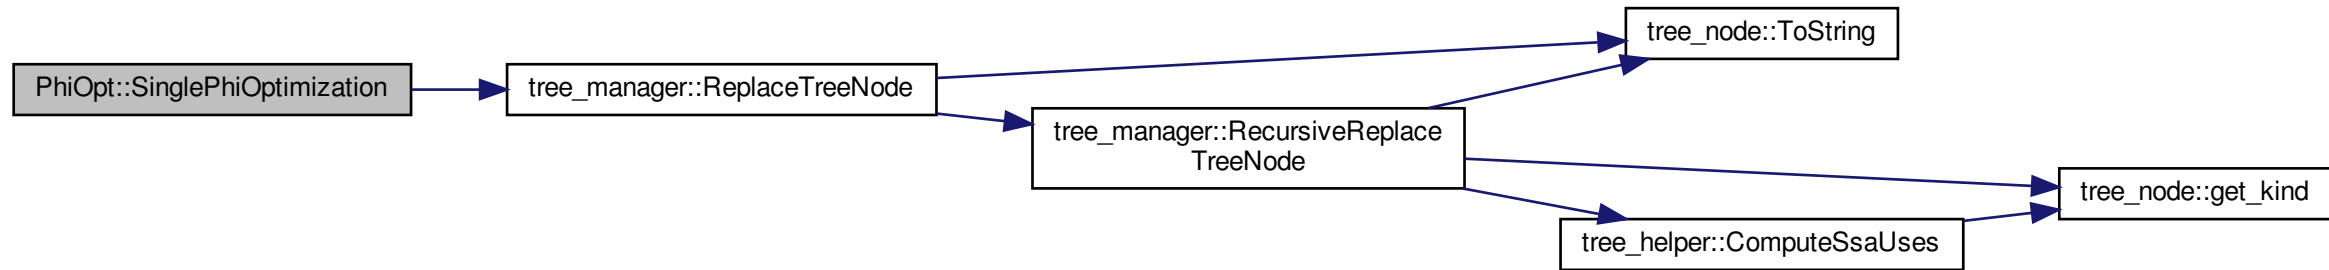 PhiOpt::SinglePhiOptimization
tree_manager::ReplaceTreeNode
tree_node::ToString
tree_manager::RecursiveReplace
TreeNode
tree_node::get_kind
tree_helper::ComputeSsaUses